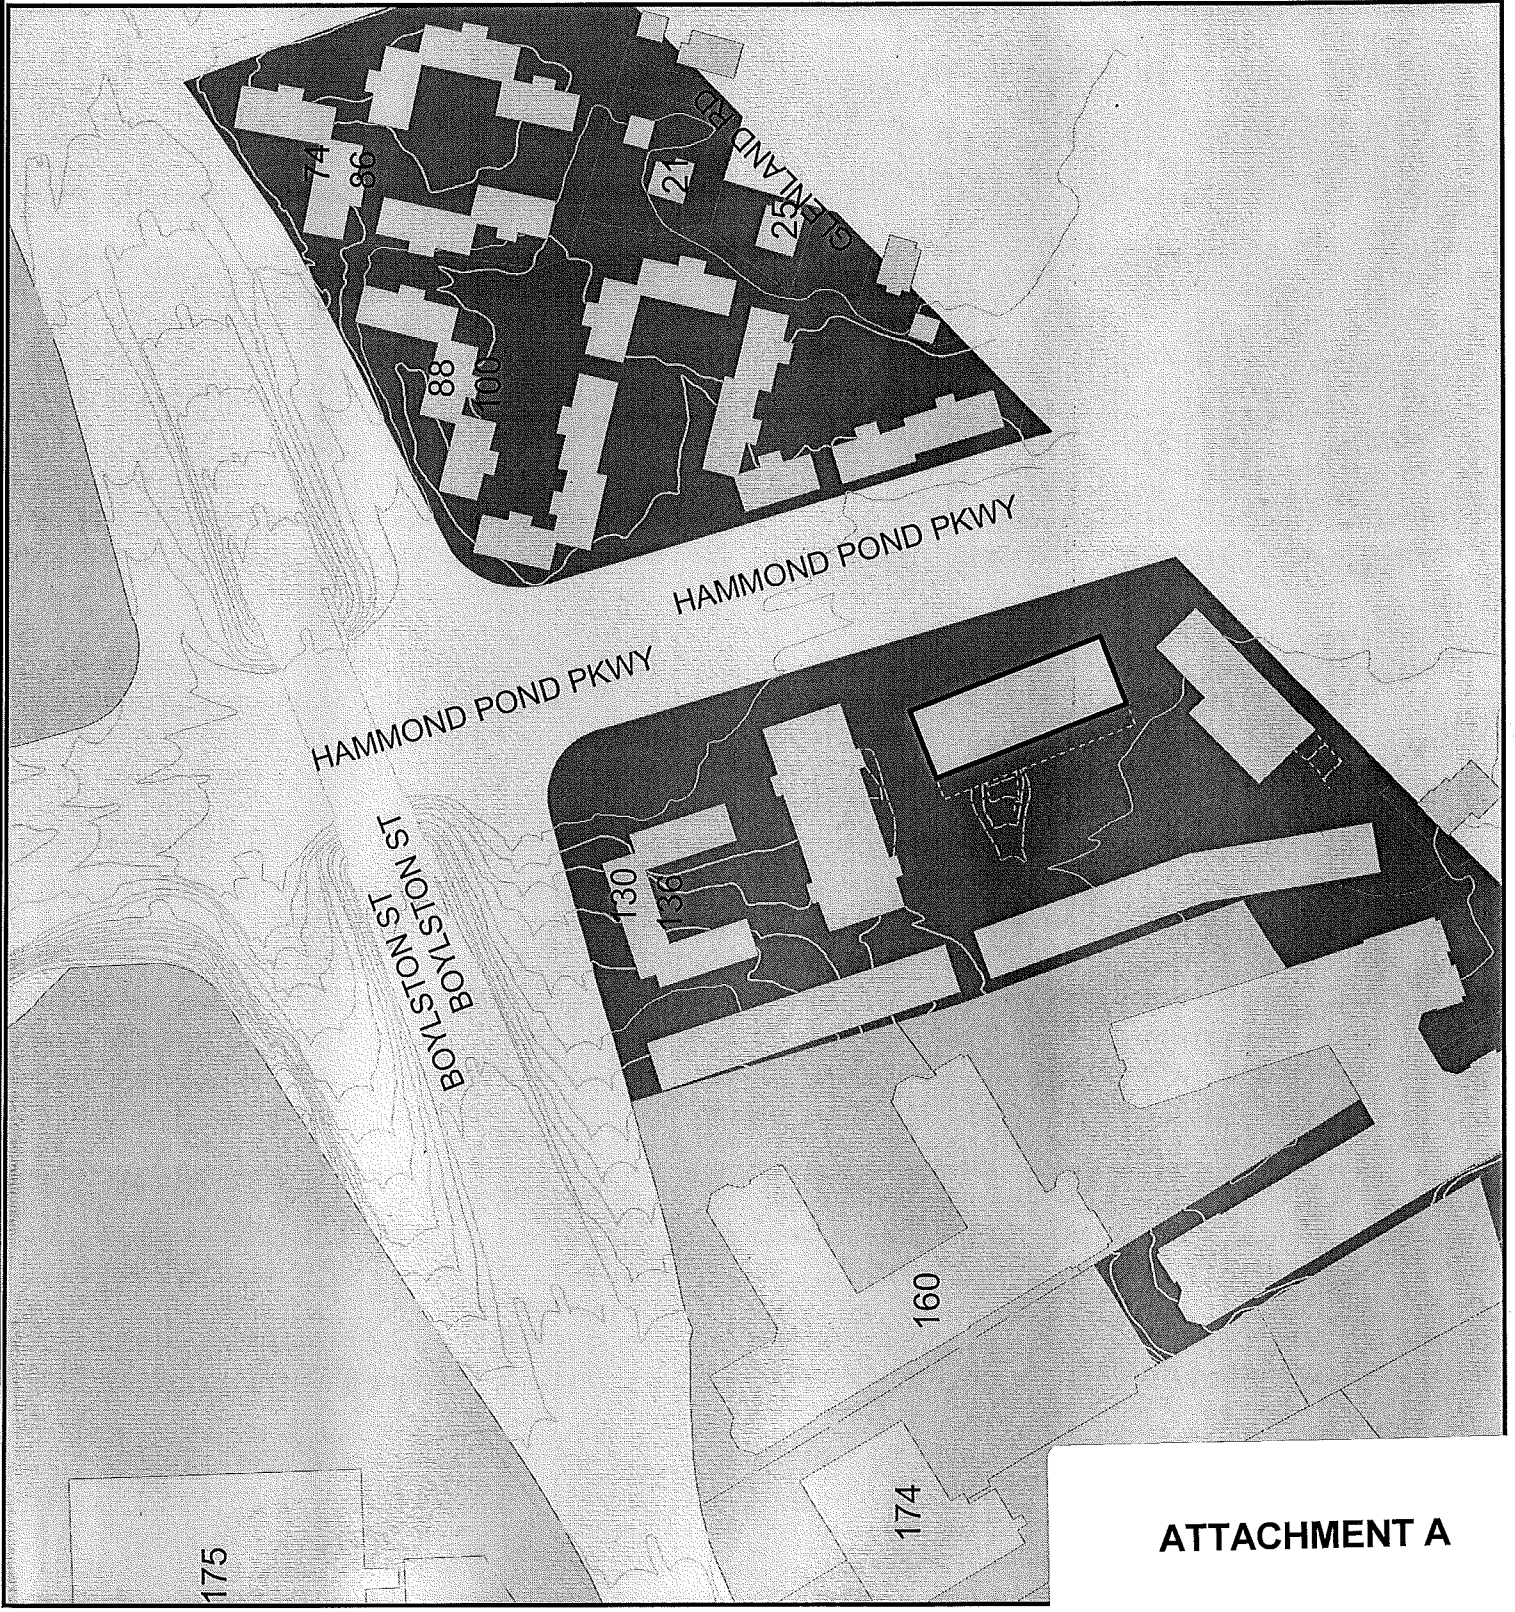 GLENLAND RD
74
86
21
25
88
100
HAMMOND POND PKWY
HAMMOND POND PKWY
BOYLSTON ST
BOYLSTON ST
130
136
160
174
175
ATTACHMENT A